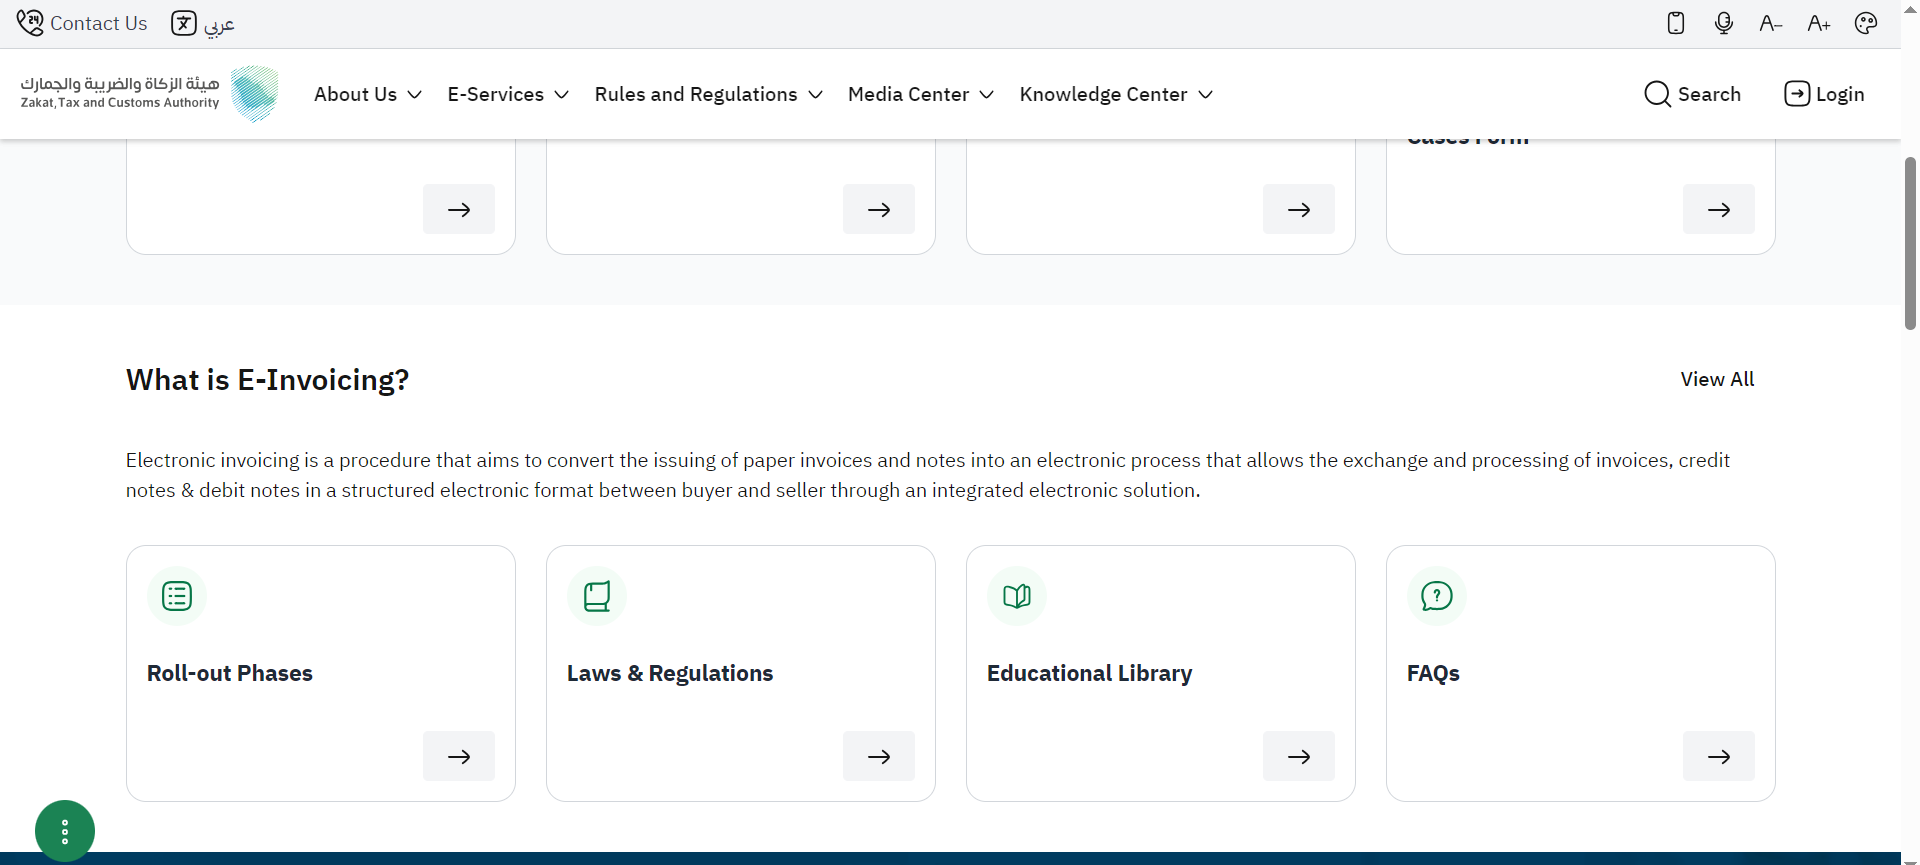 Contact Us
عربي
A-
A+
هيئة الزكاة والضريبة والجمارك
Zakat, Tax and Customs Authority
About Us
E-Services
Rules and Regulations
Media Center
Knowledge Center
Search
Login
Cases Form
What is E-Invoicing?
View All
Electronic invoicing is a procedure that aims to convert the issuing of paper invoices and notes into an electronic process that allows the exchange and processing of invoices, credit
notes & debit notes in a structured electronic format between buyer and seller through an integrated electronic solution.
Roll-out Phases
Laws & Regulations
Educational Library
FAQs